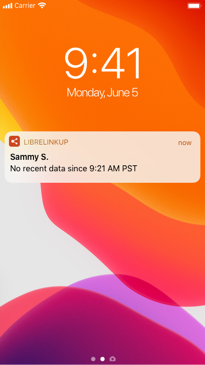 Carrier
9:41
Monday, June 5
LIBRELINKUP
now
Sammy S.
No recent data since 9:21 AM PST